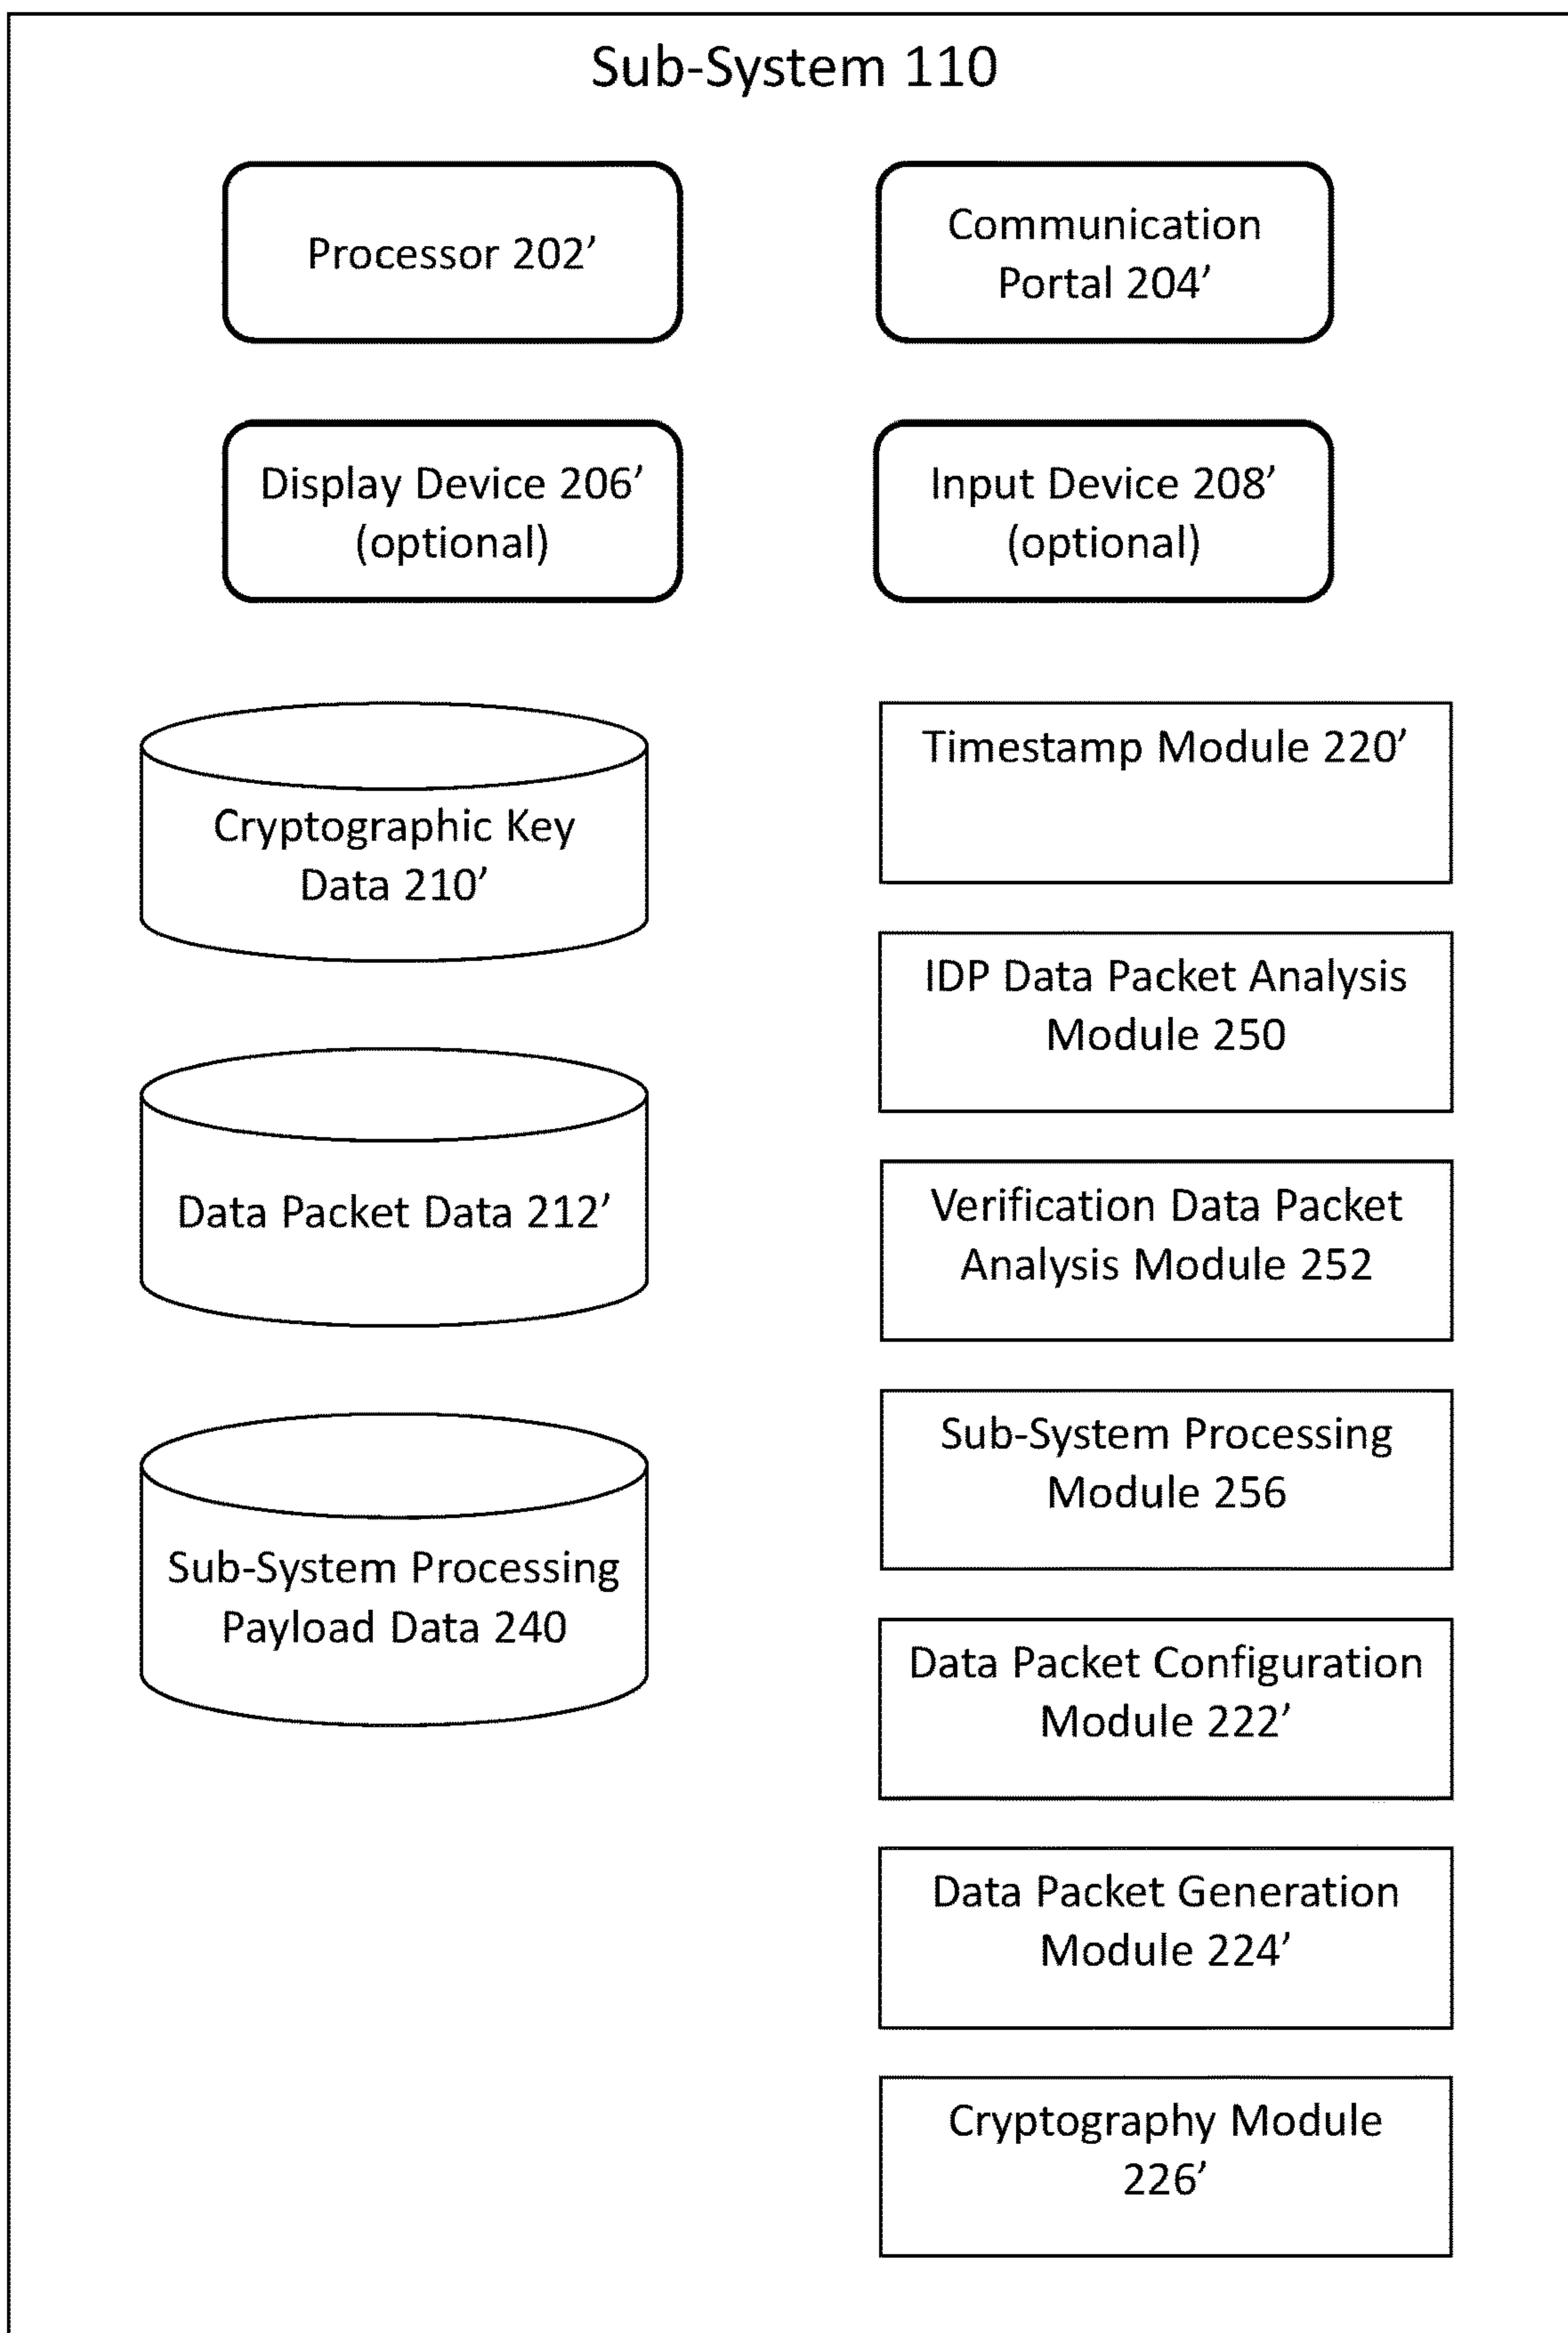 Sub-System 110
Processor 202’
Communication
Portal 204’
Display Device 206’
(optional)
Input Device 208’
(optional)
Cryptographic Key
Data 210’
Data Packet Data 212’
Sub-System Processing
Payload Data 240
Timestamp Module 220’
IDP Data Packet Analysis
Module 250
Verification Data Packet
Analysis Module 252
Sub-System Processing
Module 256
Data Packet Configuration
Module 222’
Data Packet Generation
Module 224’
Cryptography Module
226’